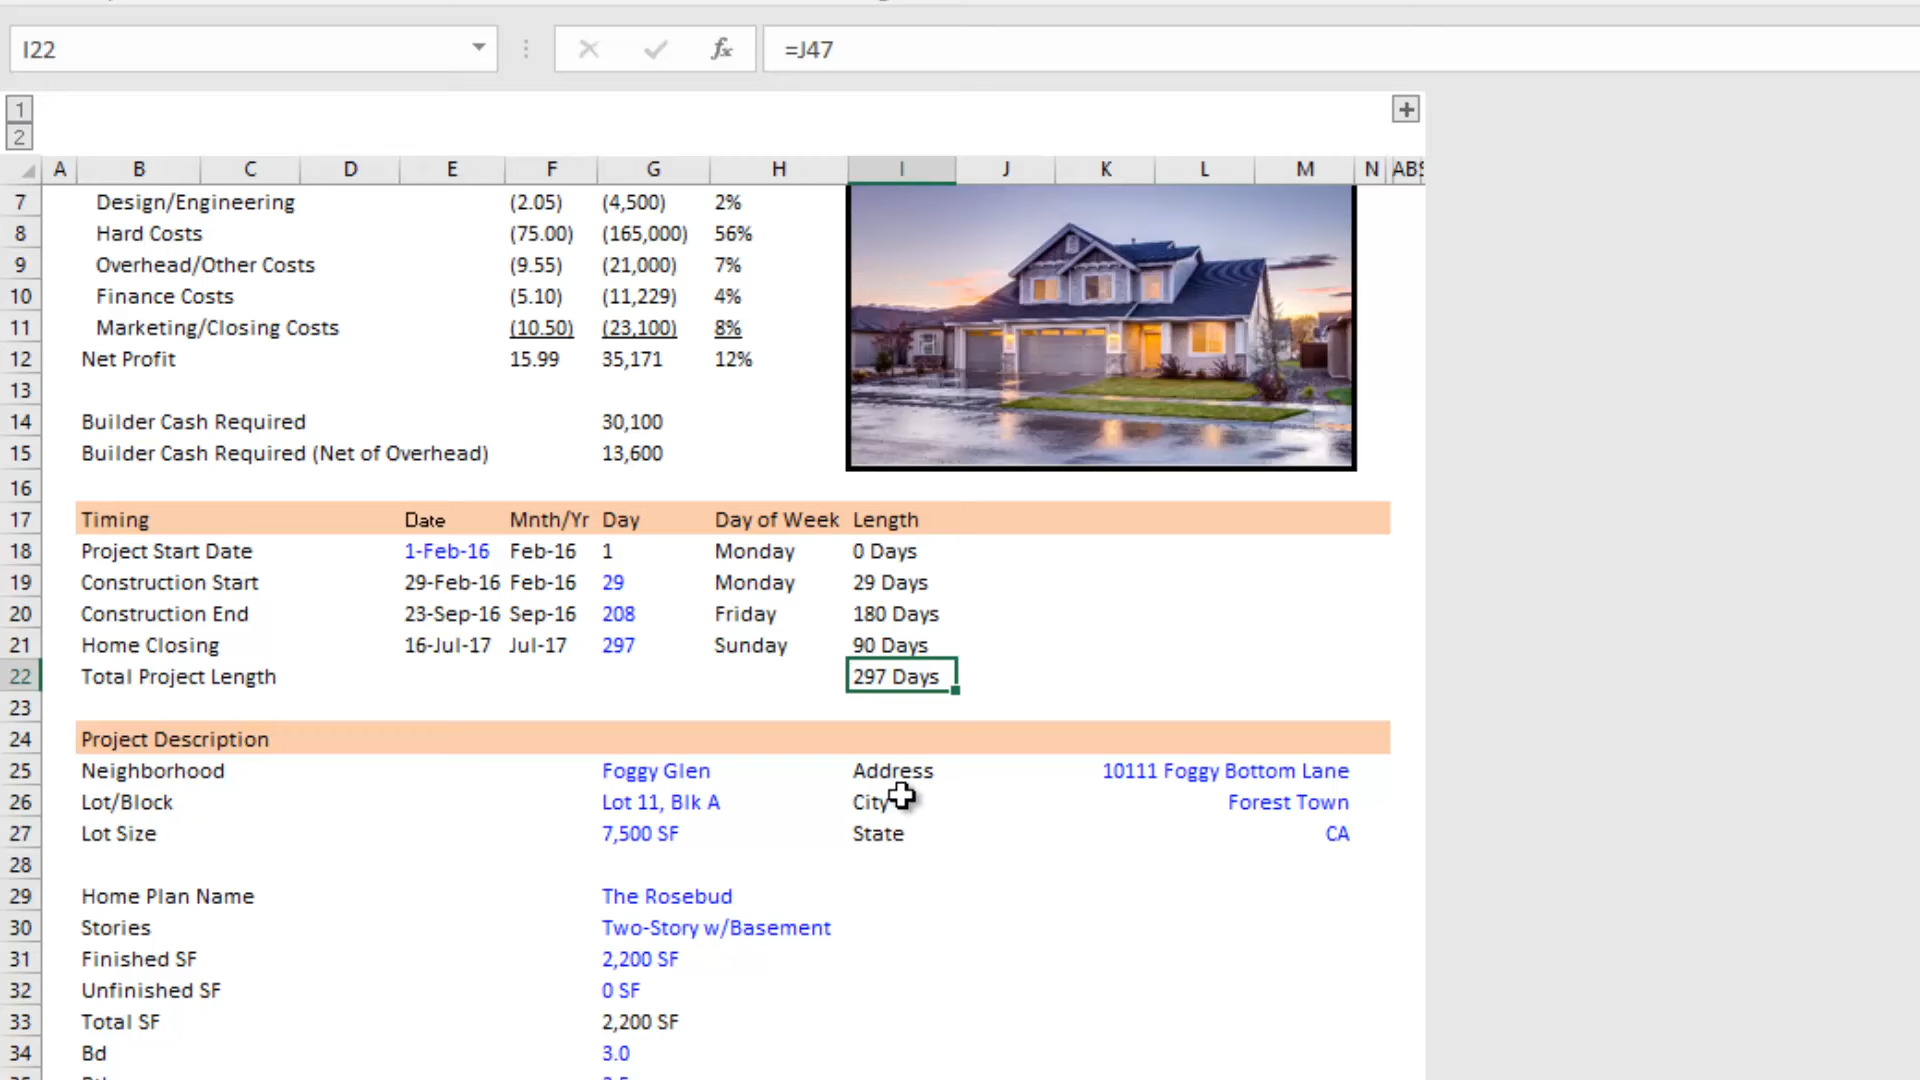 I22 fx =J47
1
2
A B C D E F G H I J K L M N
7 Design/Engineering (2.05) (4,500) 2%
8 Hard Costs (75.00) (165,000) 56%
9 Overhead/Other Costs (9.55) (21,000) 7%
10 Finance Costs (5.10) (11,229) 4%
11 Marketing/Closing Costs (10.50) (23,100) 8%
12 Net Profit 15.99 35,171 12%
13
14 Builder Cash Required 30,100
15 Builder Cash Required (Net of Overhead) 13,600
16
17 Timing Date Mnth/Yr Day Day of Week Length
18 Project Start Date 1-Feb-16 Feb-16 1 Monday 0 Days
19 Construction Start 29-Feb-16 Feb-16 29 Monday 29 Days
20 Construction End 23-Sep-16 Sep-16 208 Friday 180 Days
21 Home Closing 16-Jul-17 Jul-17 297 Sunday 90 Days
22 Total Project Length 297 Days
23
24 Project Description
25 Neighborhood Foggy Glen Address 10111 Foggy Bottom Lane
26 Lot/Block Lot 11, Blk A City Forest Town
27 Lot Size 7,500 SF State CA
28
29 Home Plan Name The Rosebud
30 Stories Two-Story w/Basement
31 Finished SF 2,200 SF
32 Unfinished SF 0 SF
33 Total SF 2,200 SF
34 Bd 3.0